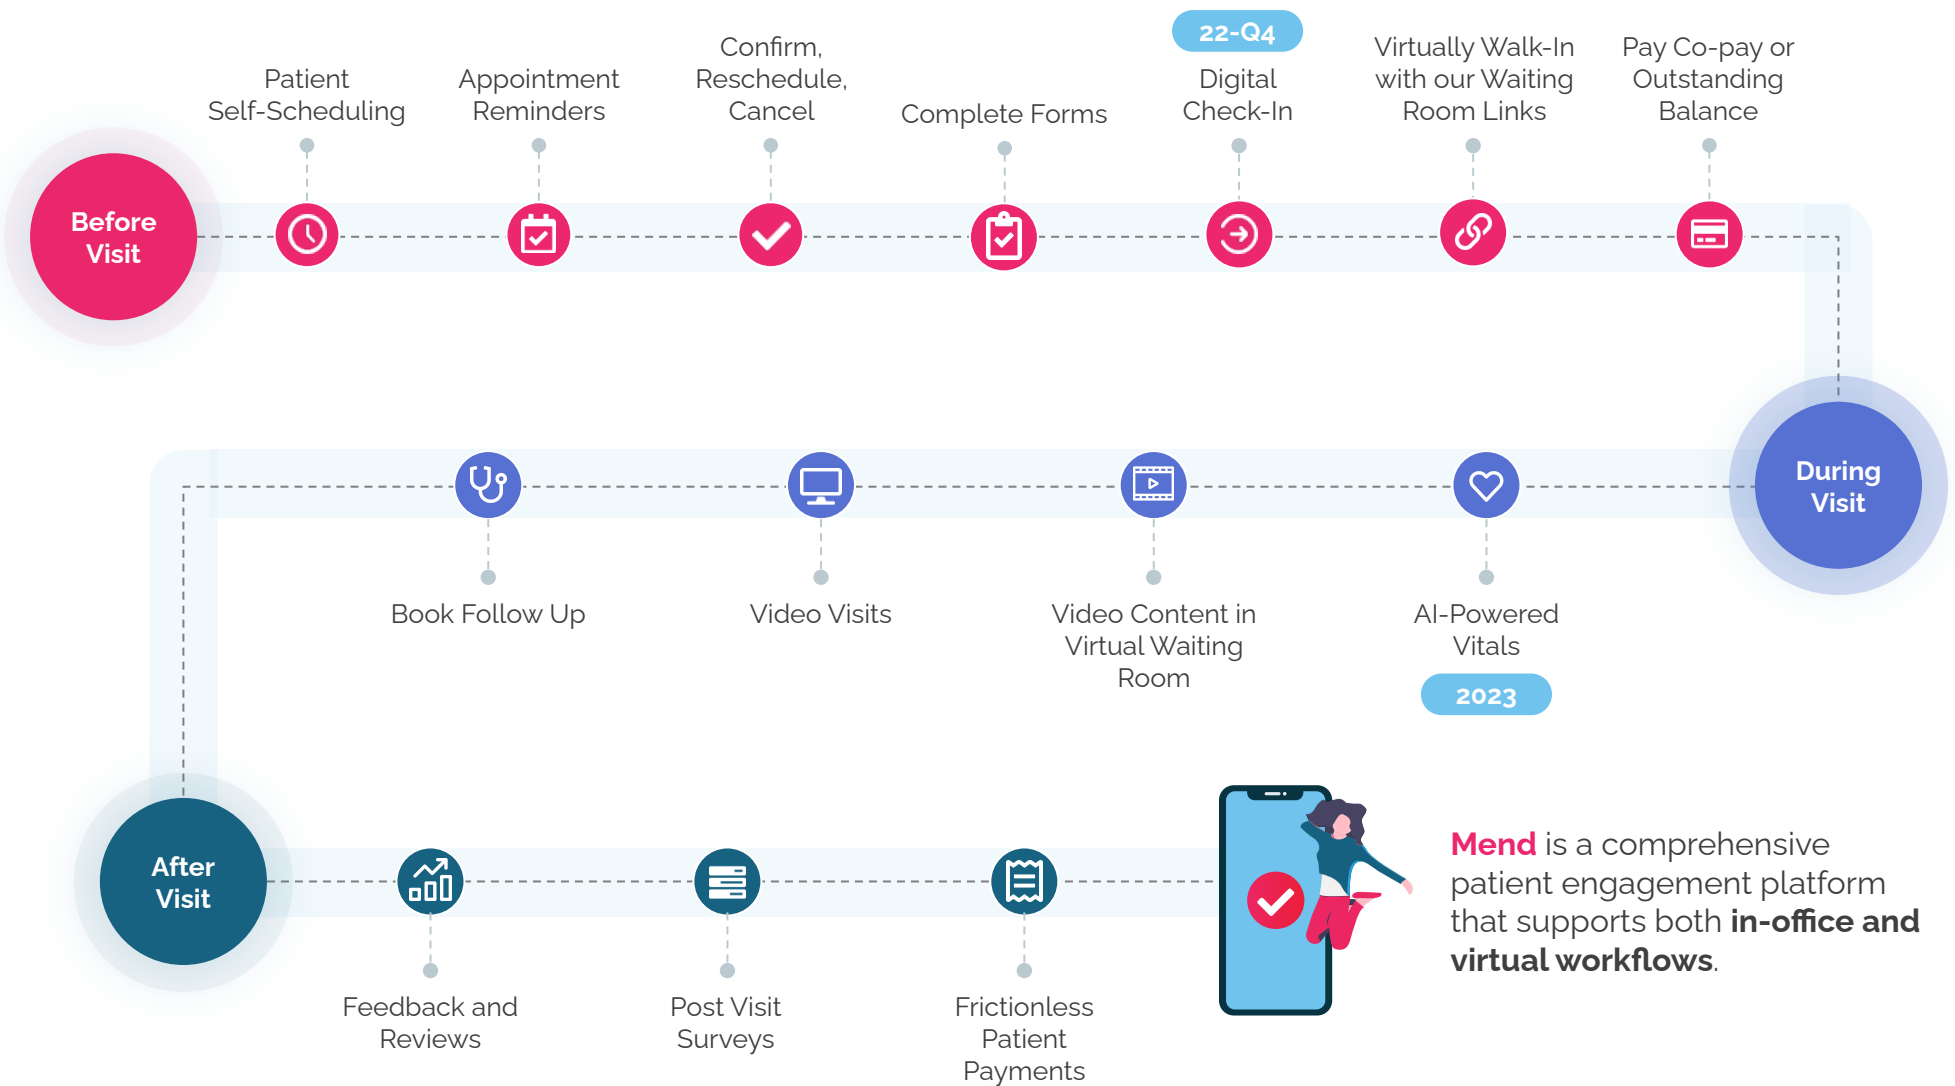 Before
Visit
Patient
Self-Scheduling
Appointment
Reminders
Confirm,
Reschedule,
Cancel
Complete Forms
22-Q4
Digital
Check-In
Virtually Walk-In
with our Waiting
Room Links
Pay Co-pay or
Outstanding
Balance
During
Visit
AI-Powered
Vitals
2023
Video Content in
Virtual Waiting
Room
Video Visits
Book Follow Up
After
Visit
Feedback and
Reviews
Post Visit
Surveys
Frictionless
Patient
Payments
Mend is a comprehensive
patient engagement platform
that supports both in-office and
virtual workflows.